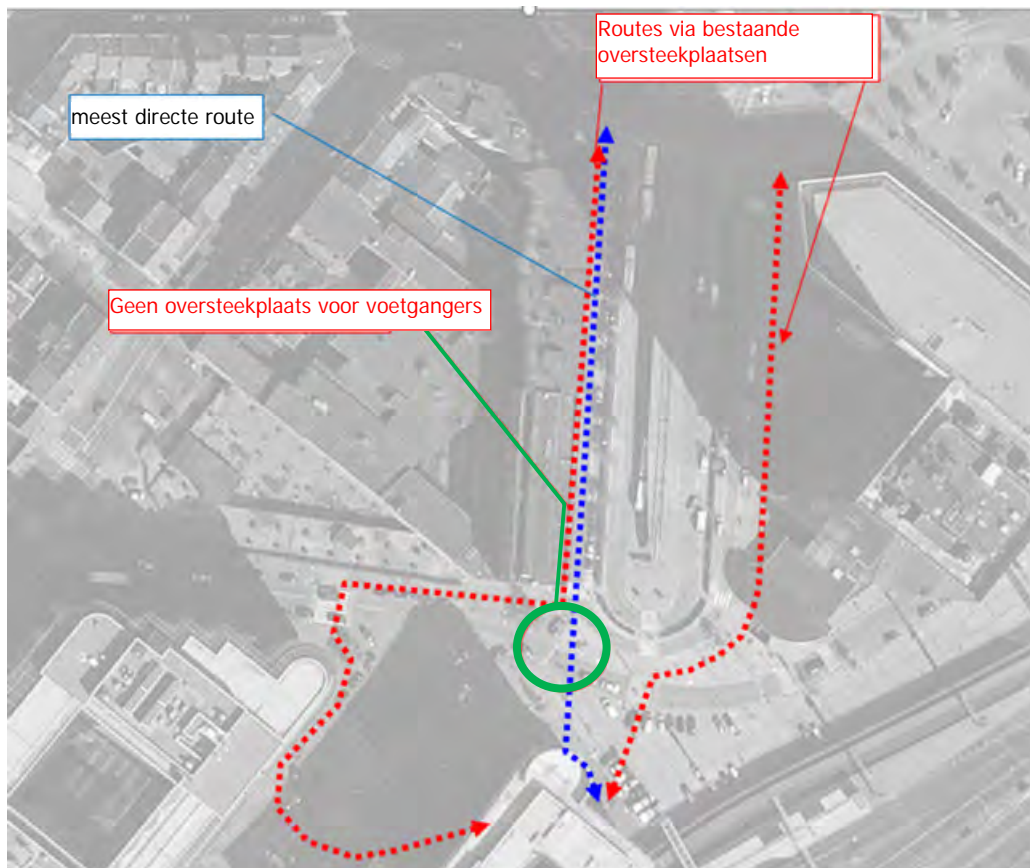 Routes via bestaande
oversteekplaatsen
meest directe route
Geen oversteekplaats voor voetgangers